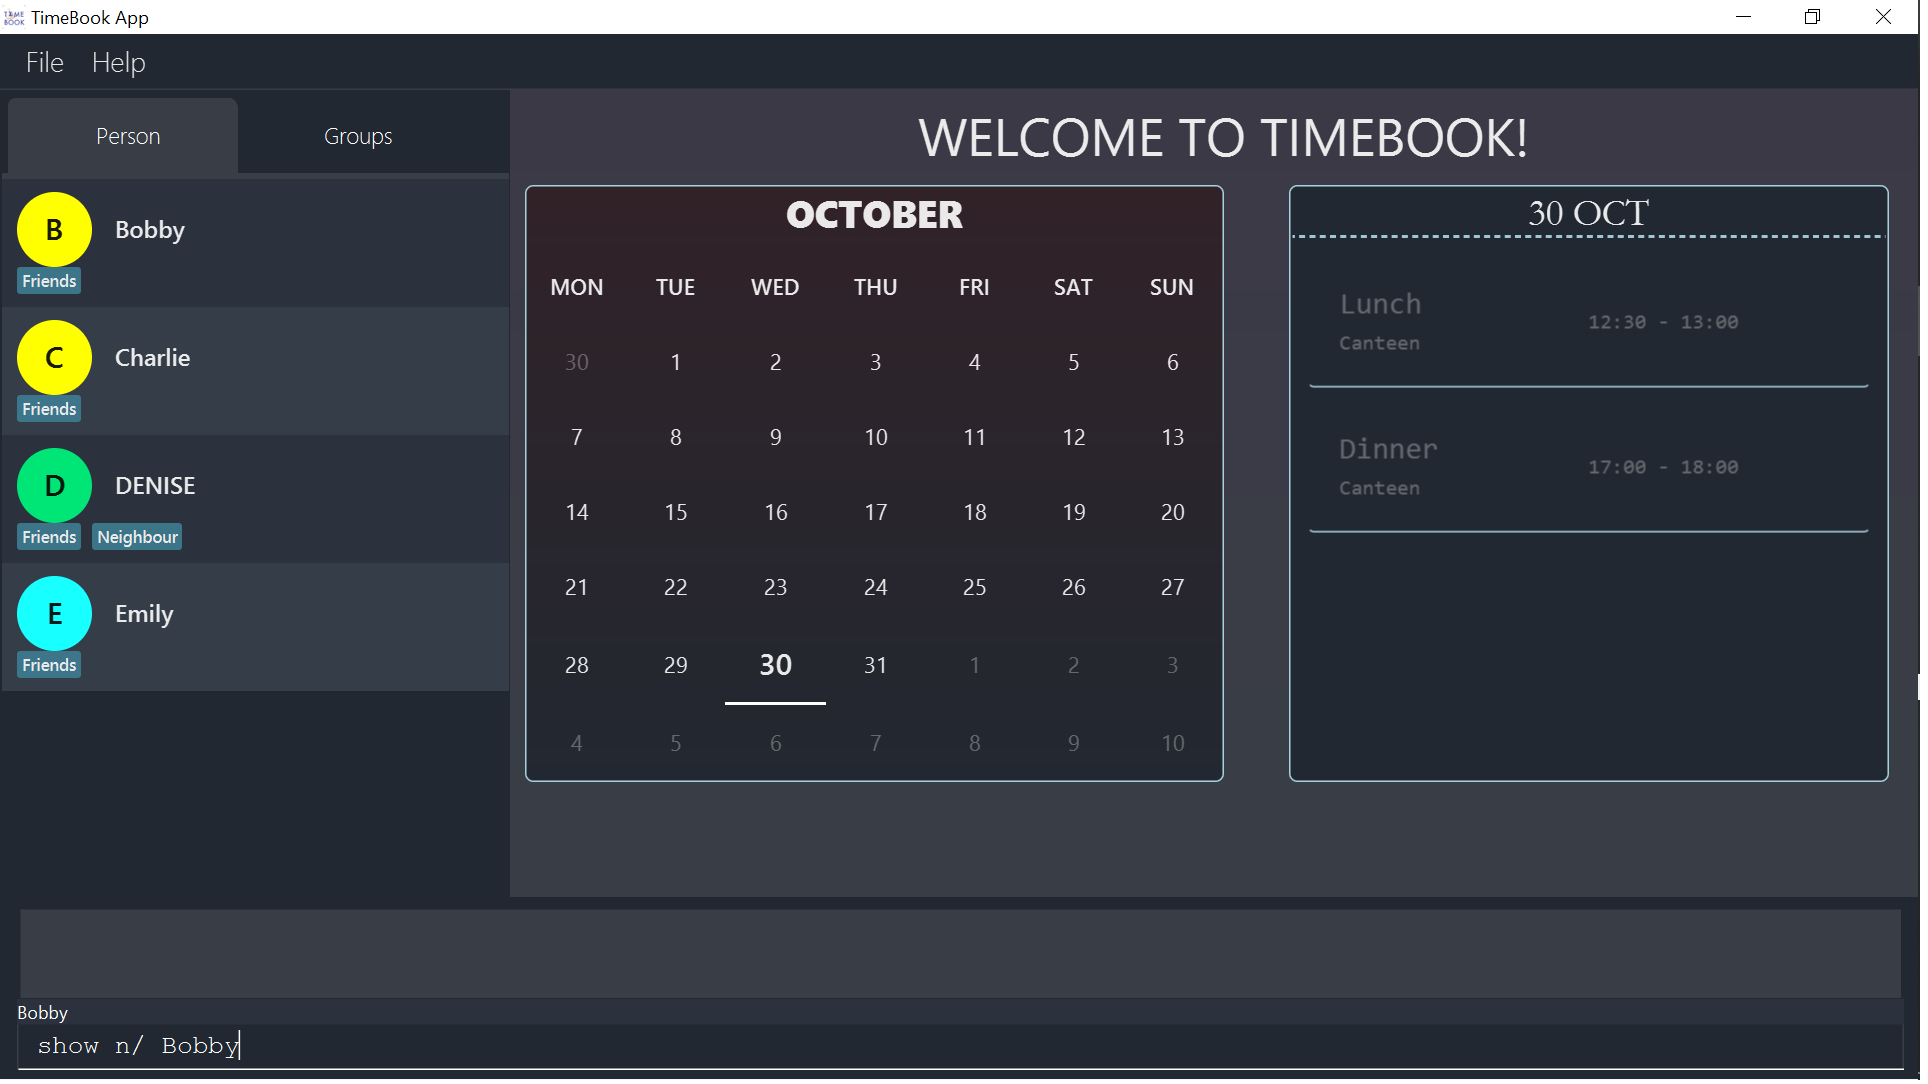 TIME
BOOK
TimeBook App
File Help
Person Groups
B Bobby
Friends
C Charlie
Friends
D DENISE
Friends Neighbour
E Emily
Friends
WELCOME TO TIMEBOOK!
OCTOBER
MON TUE WED THU FRI SAT SUN
30 1 2 3 4 5 6
7 8 9 10 11 12 13
14 15 16 17 18 19 20
21 22 23 24 25 26 27
28 29 30 31 1 2 3
4 5 6 7 8 9 10
30 OCT
Lunch
12:30 - 13:00
Canteen
Dinner
17:00 - 18:00
Canteen
Bobby
show n/ Bobby